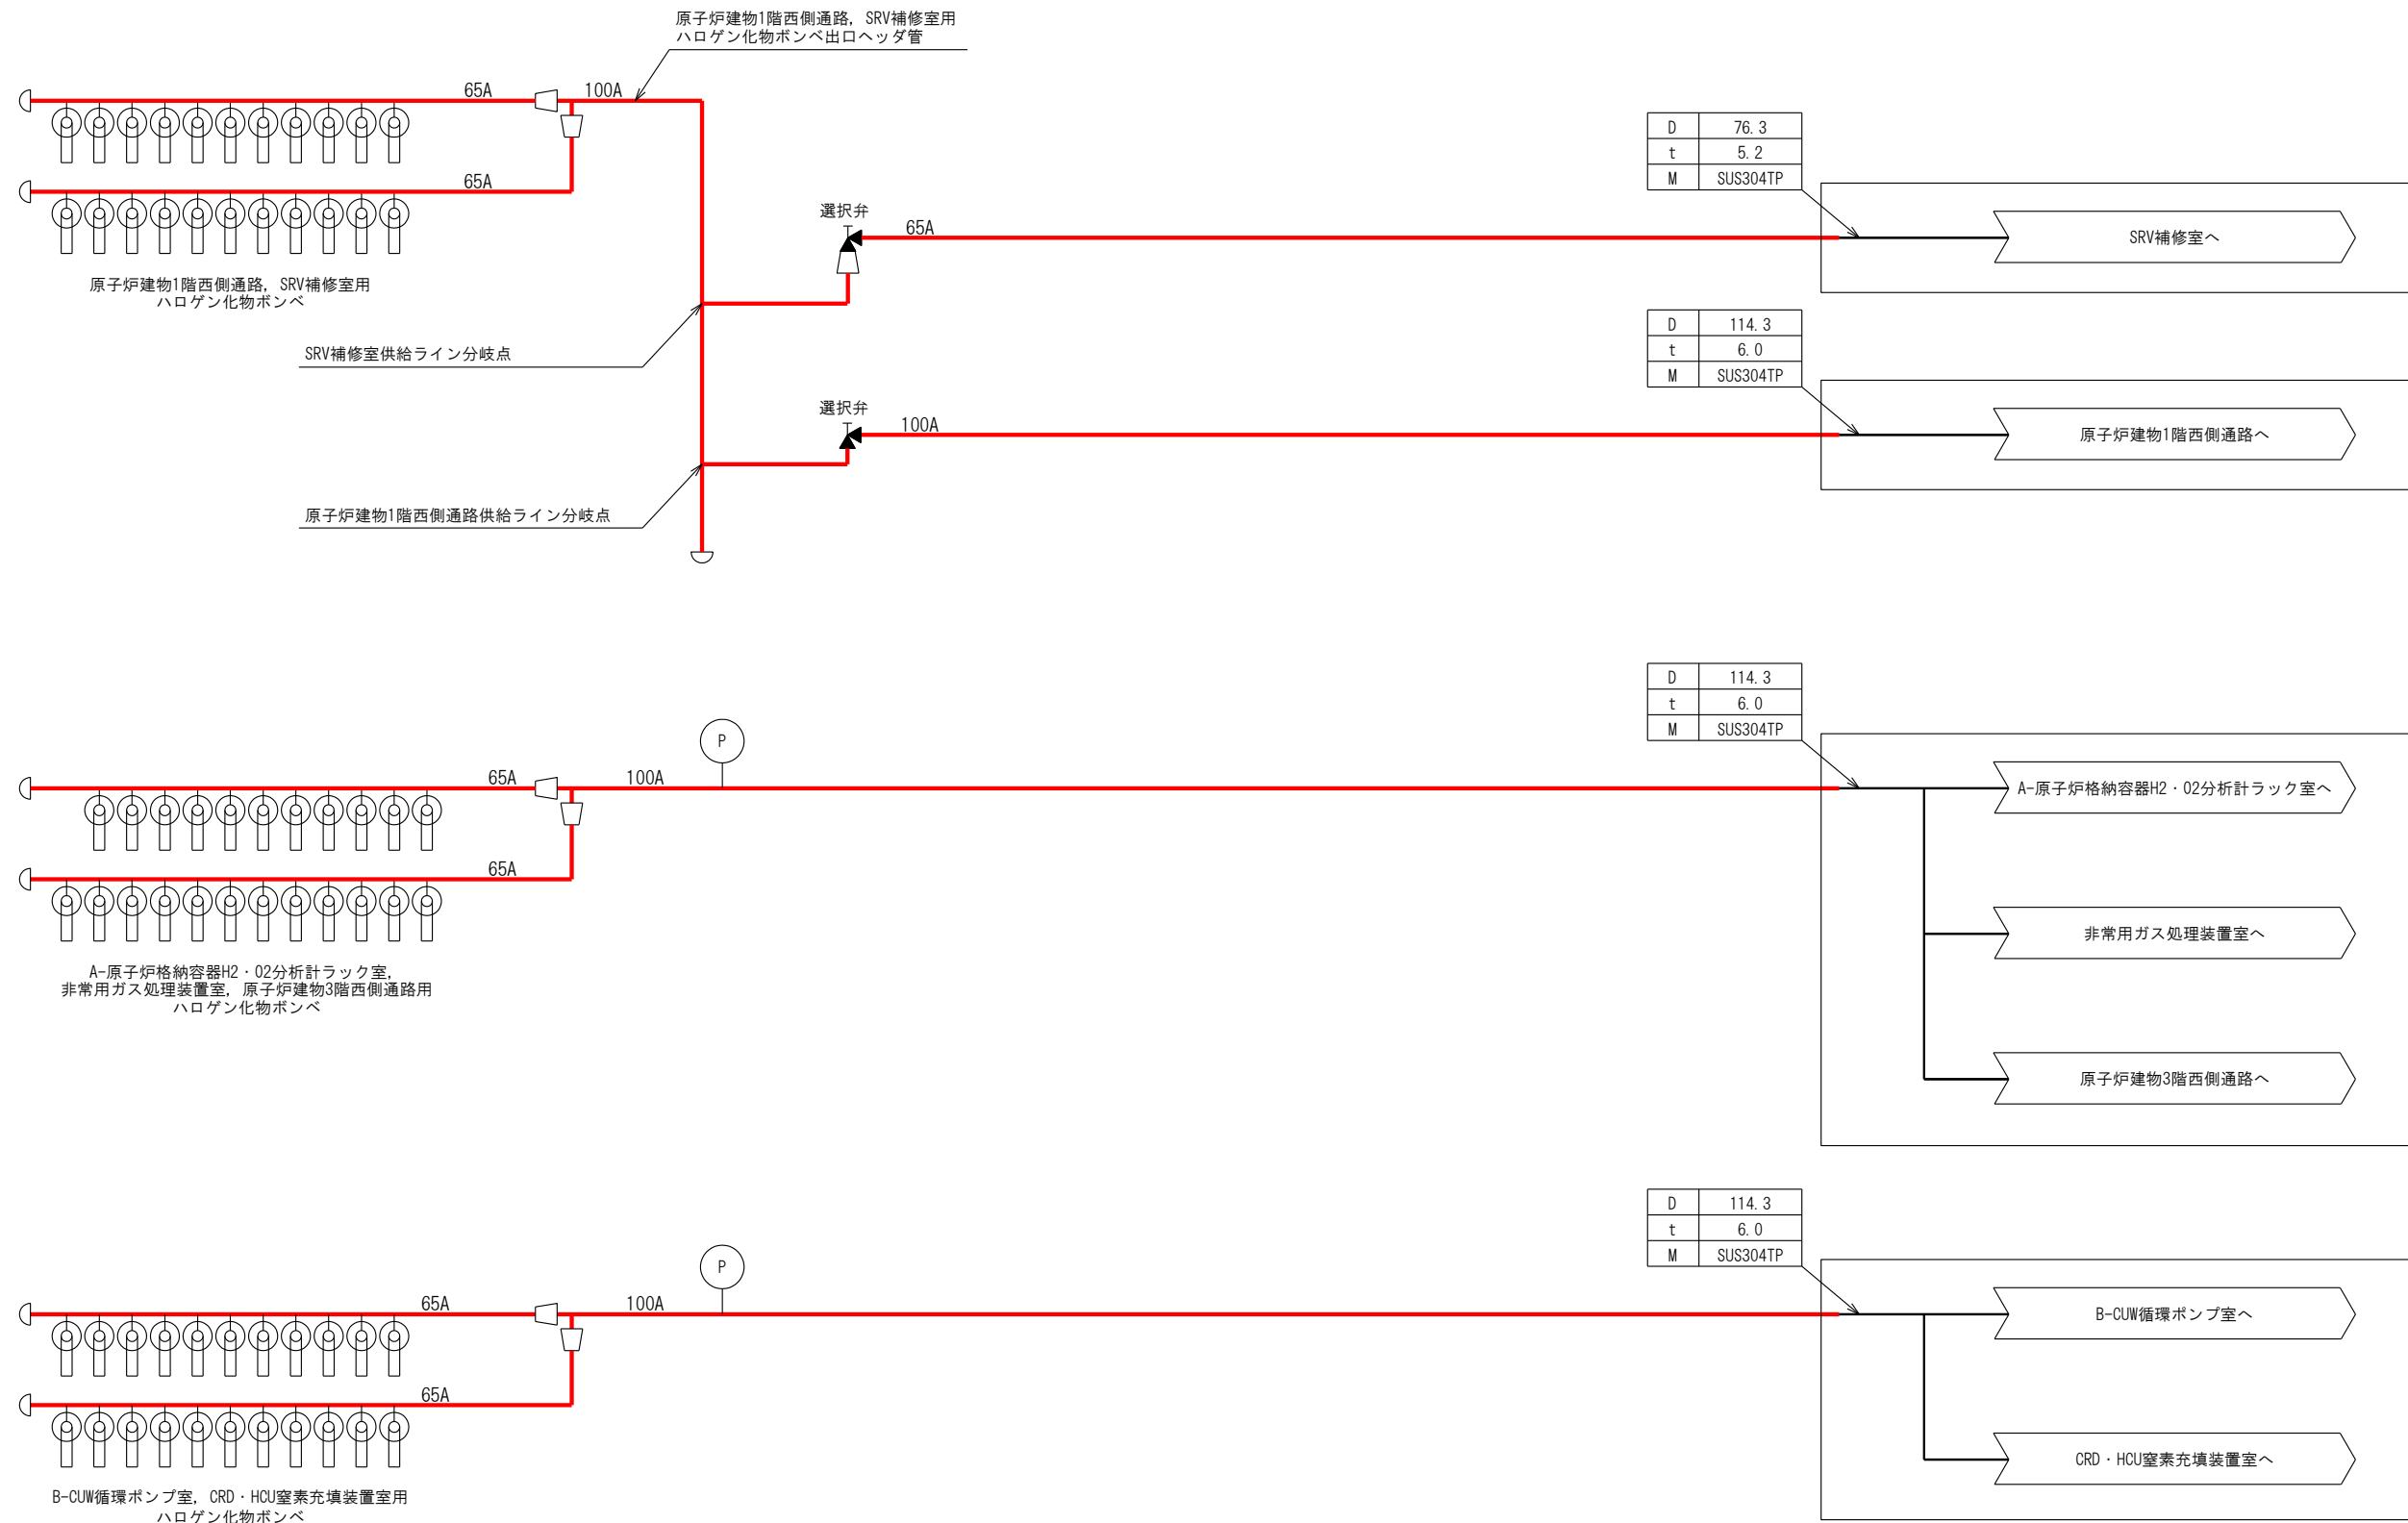 原子炉建物1階西側通路, SRV補修室用
ハロゲン化物ボンベ出口ヘッダ管
65A
100A
65A
原子炉建物1階西側通路, SRV補修室用
ハロゲン化物ボンベ
D 76.3
t 5.2
M SUS304TP
選択弁
65A
SRV補修室へ
SRV補修室供給ライン分岐点
D 114.3
t 6.0
M SUS304TP
選択弁
100A
原子炉建物1階西側通路へ
原子炉建物1階西側通路供給ライン分岐点
D 114.3
t 6.0
M SUS304TP
P
65A
100A
A-原子炉格納容器H2・O2分析計ラック室へ
65A
非常用ガス処理装置室へ
A-原子炉格納容器H2・O2分析計ラック室,
非常用ガス処理装置室, 原子炉建物3階西側通路用
ハロゲン化物ボンベ
原子炉建物3階西側通路へ
D 114.3
t 6.0
M SUS304TP
P
65A
100A
B-CUW循環ポンプ室へ
65A
CRD・HCU窒素充填装置室へ
B-CUW循環ポンプ室, CRD・HCU窒素充填装置室用
ハロゲン化物ボンベ